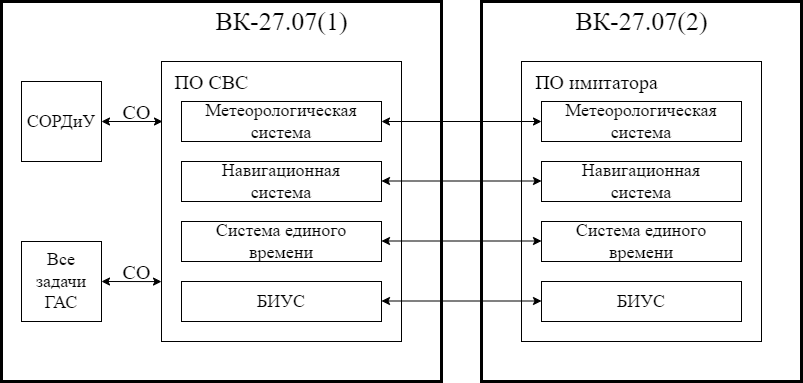 ВК-27.07(1)
ВК-27.07(2)
ПО СВС
ПО имитатора
СОРДиУ
СО
Метеорологическая
система
Метеорологическая
система
Навигационная
система
Навигационная
система
Система единого
времени
Система единого
времени
Все
задачи
ГАС
СО
БИУС
БИУС